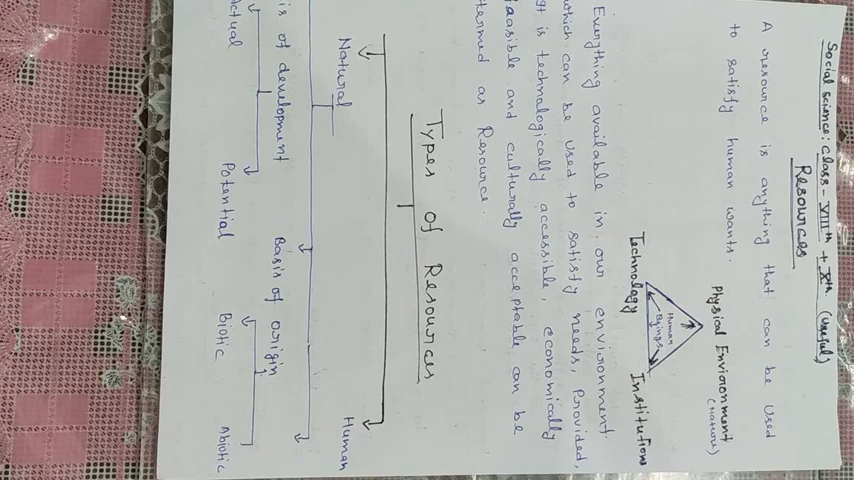 Social science: Class- VIIIth + Xth (Useful)
Resources
A resource is anything that can be used
to satisfy human wants.
Physical Environment
(Nature)
Human
Beings
Technology Institutions
Everything available in our environment
which can be used to satisfy needs, Provided,
it is technologically accessible, economically
feasible and culturally acceptable can be
termed as Resource.
Types of Resources
Natural Human
is of development Basis of origin
Actual Potential Biotic Abiotic